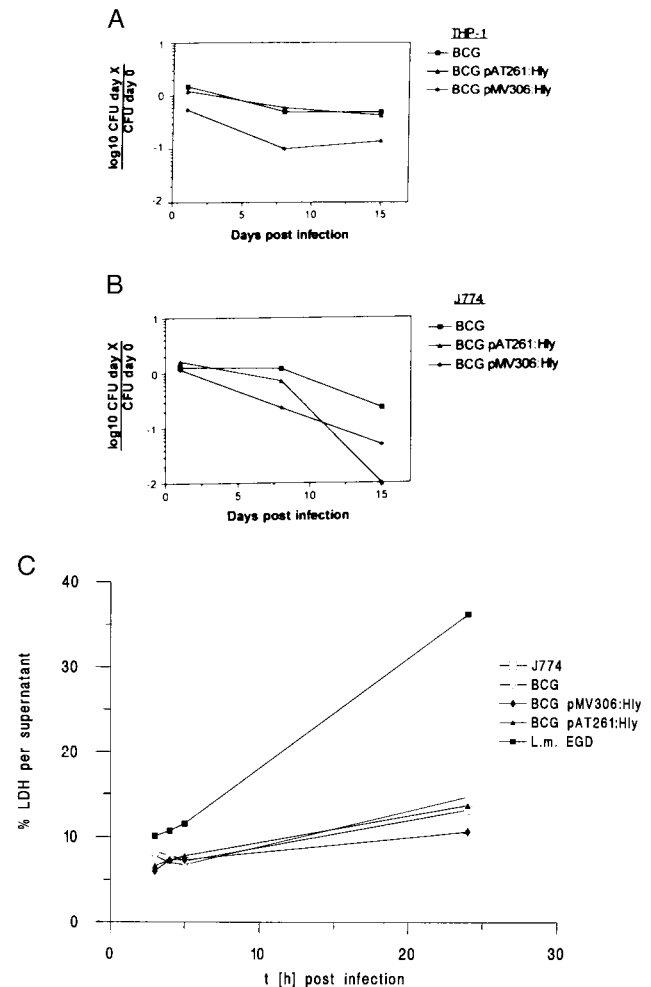 A
THP-1
BCG
BCG pAT261:Hly
BCG pMV306:Hly
log10 CFU day X
CFU day 0
1
0
-1
-2
0
5
10
15
Days post infection
B
J774
BCG
BCG pAT261:Hly
BCG pMV306:Hly
log10 CFU day X
CFU day 0
1
0
-1
-2
0
5
10
15
Days post infection
C
J774
BCG
BCG pMV306:Hly
BCG pAT261:Hly
L.m. EGD
% LDH per supernatant
40
30
20
10
0
0
10
20
30
t [h] post infection